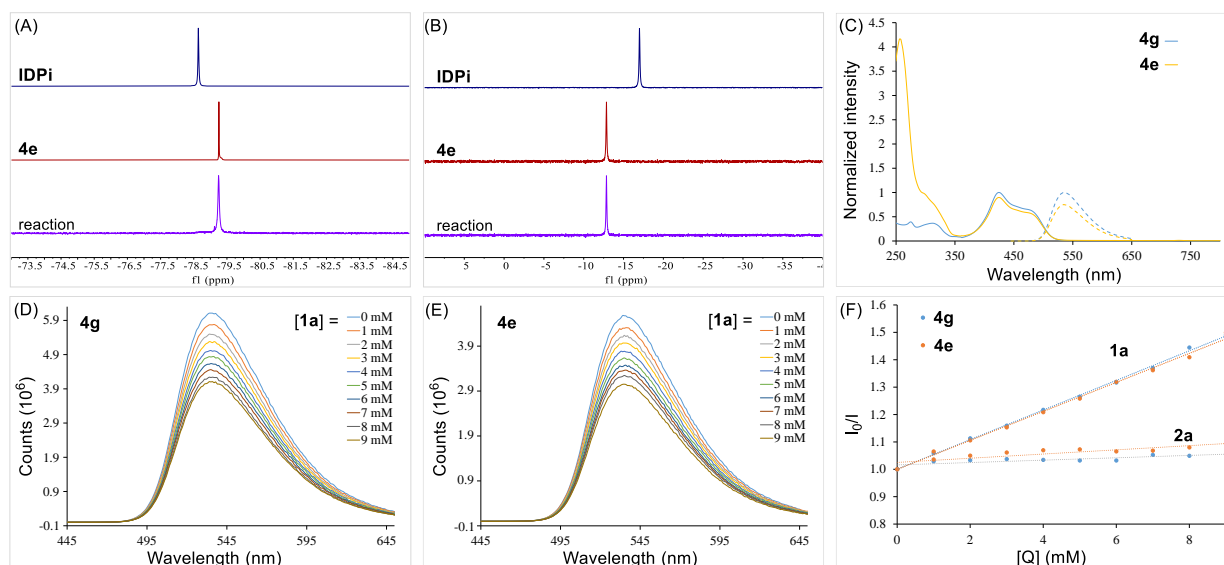 (A)
IDPi
4e
reaction
-73.5 -74.5 -75.5 -76.5 -77.5 -78.5 -79.5 -80.5 -81.5 -82.5 -83.5 -84.5
f1 (ppm)
(B)
IDPi
4e
reaction
5 0 -5 -10 -15 -20 -25 -30 -35 -4
f1 (ppm)
(C)
4g
4e
Normalized intensity
5
4.5
4
3.5
3
2.5
2
1.5
1
0.5
0
250 350 450 550 650 750
Wavelength (nm)
(D)
4g
[1a] =
0 mM
1 mM
2 mM
3 mM
4 mM
5 mM
6 mM
7 mM
8 mM
9 mM
Counts (10⁶)
5.9
4.9
3.9
2.9
1.9
0.9
-0.1
445 495 545 595 645
Wavelength (nm)
(E)
4e
[1a] =
0 mM
1 mM
2 mM
3 mM
4 mM
5 mM
6 mM
7 mM
8 mM
9 mM
Counts (10⁶)
3.9
2.9
1.9
0.9
-0.1
445 495 545 595 645
Wavelength (nm)
(F)
4g
4e
1a
2a
I₀/I
1.6
1.5
1.4
1.3
1.2
1.1
1.0
0.9
0.8
0 2 4 6 8
[Q] (mM)